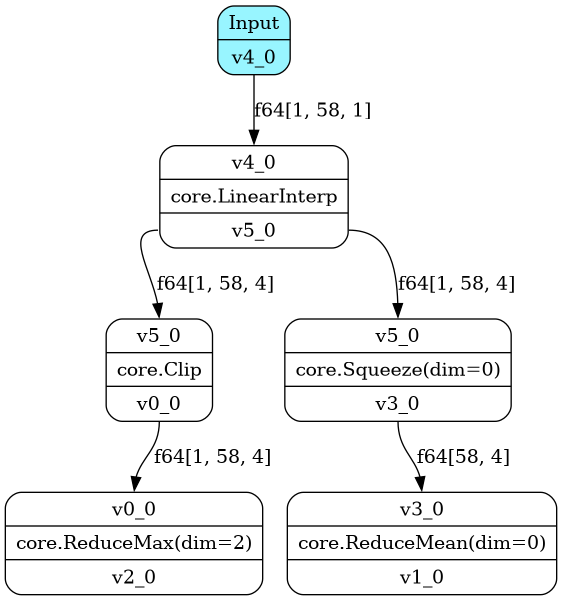 Input
v4_0
f64[1, 58, 1]
v4_0
core.LinearInterp
v5_0
f64[1, 58, 4]
f64[1, 58, 4]
v5_0
core.Clip
v0_0
v5_0
core.Squeeze(dim=0)
v3_0
f64[1, 58, 4]
f64[58, 4]
v0_0
core.ReduceMax(dim=2)
v2_0
v3_0
core.ReduceMean(dim=0)
v1_0